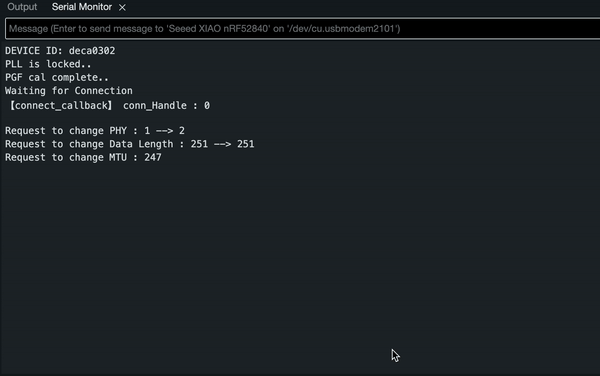 Output Serial Monitor
Message (Enter to send message to 'Seeed XIAO nRF52840' on '/dev/cu.usbmodem2101')
DEVICE ID: deca0302
PLL is locked..
PGF cal complete..
Waiting for Connection
【connect_callback】 conn_Handle : 0
Request to change PHY : 1 --> 2
Request to change Data Length : 251 --> 251
Request to change MTU : 247